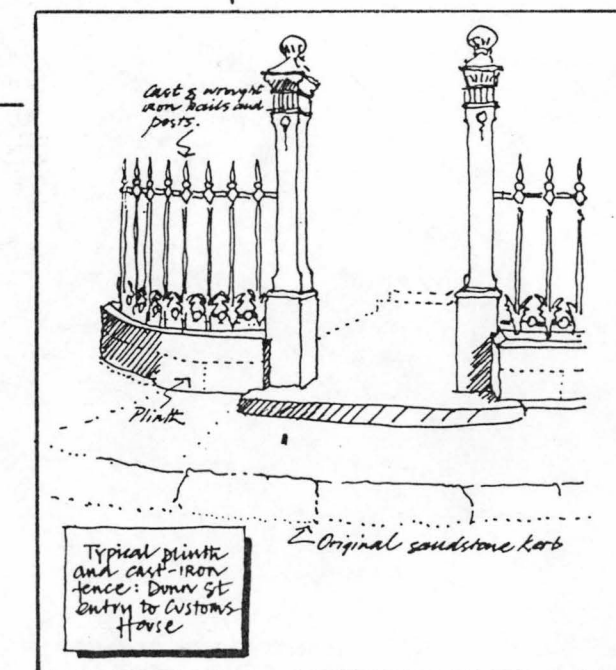 Cast & wrought
iron rails and
posts.
Plinth
Original sandstone Kerb
Typical plinth
and cast-iron
fence: Donn St
entry to Customs
House